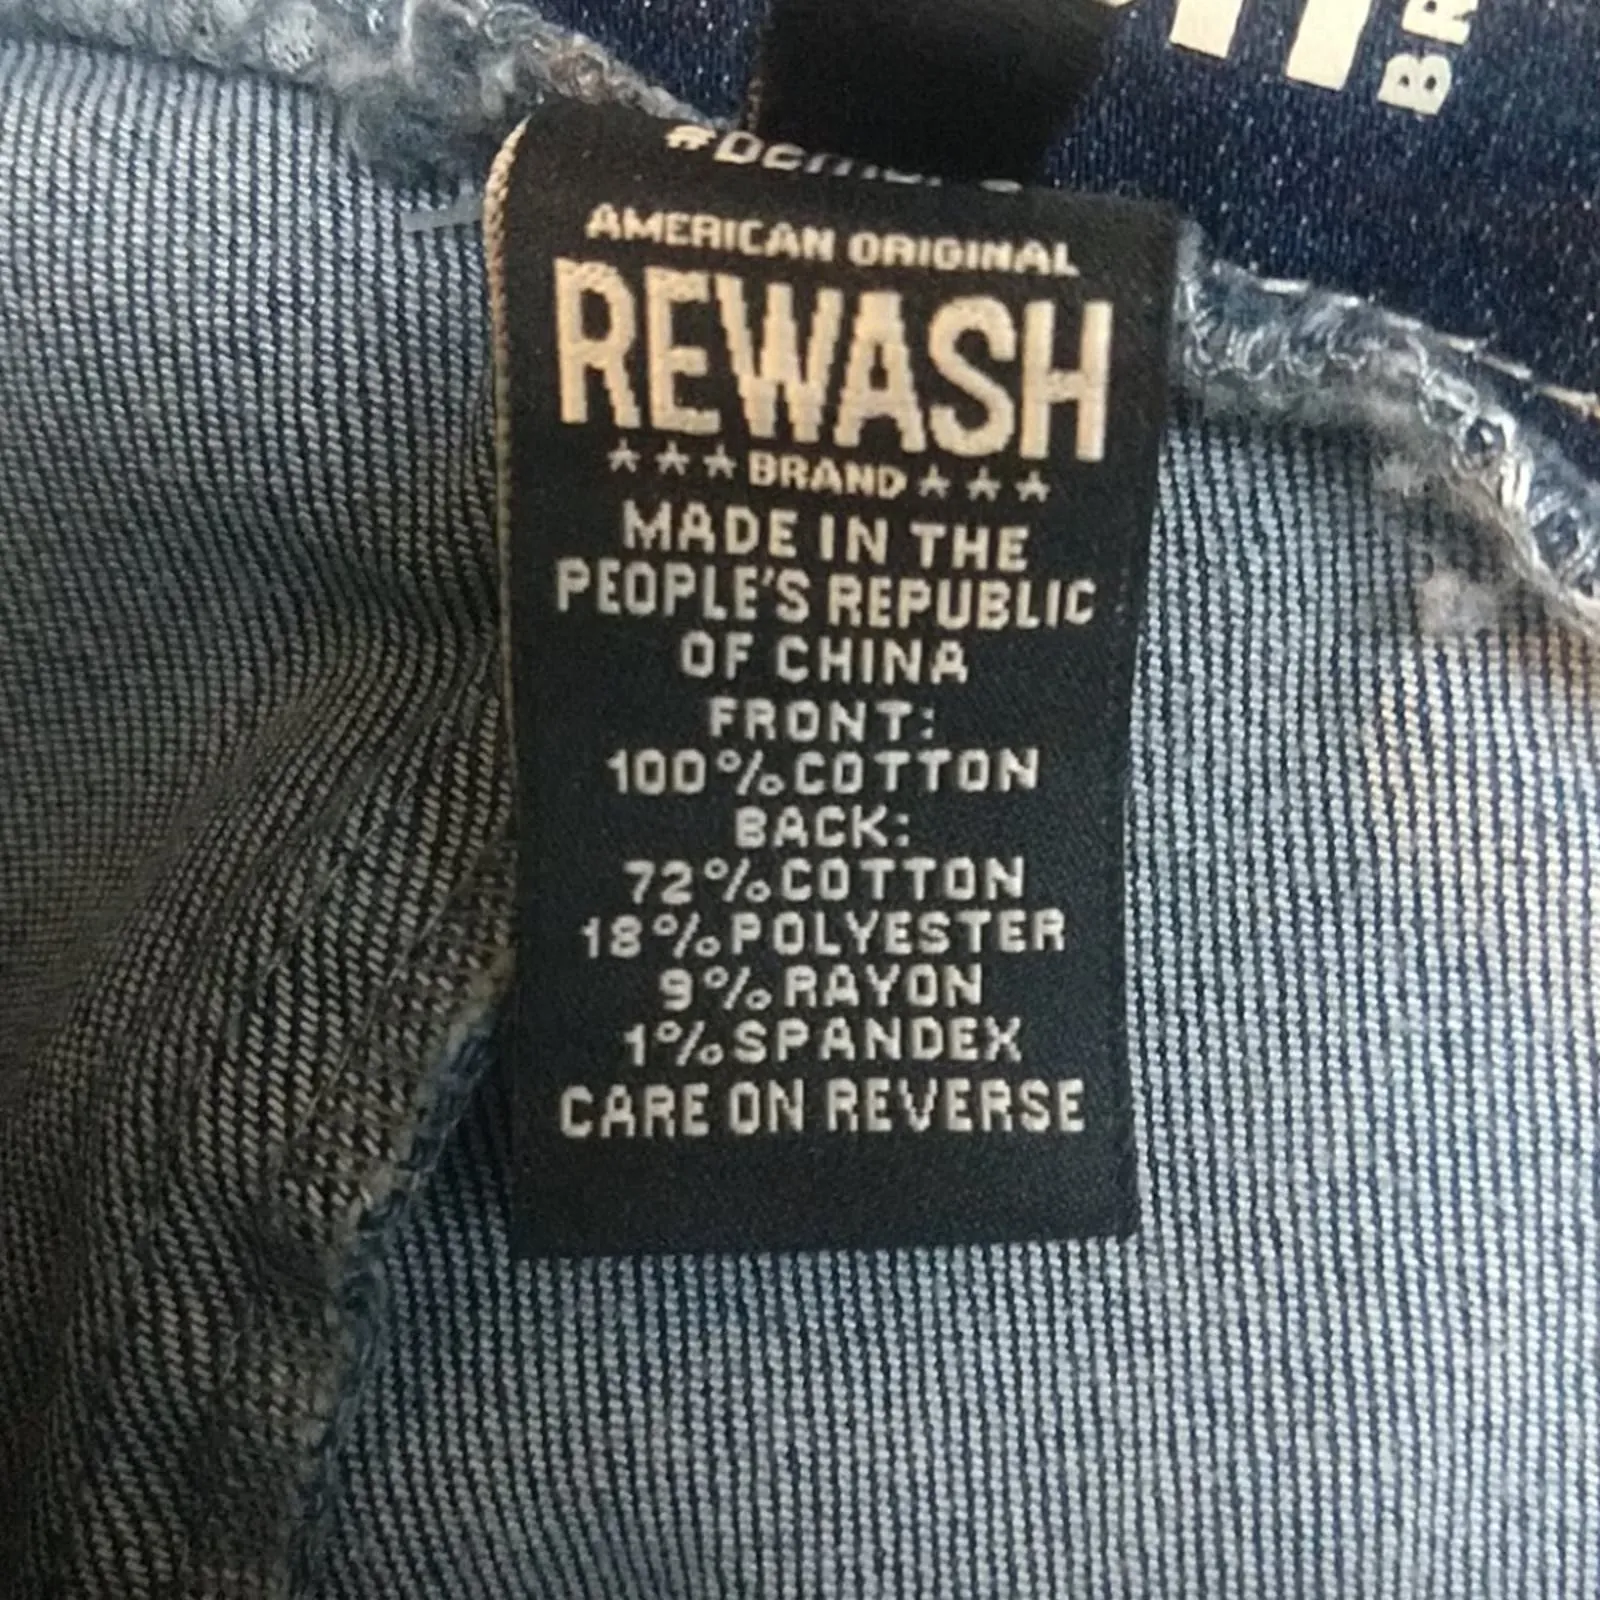 AMERICAN ORIGINAL
REWASH
★★★BRAND★★★
MADE IN THE
PEOPLE'S REPUBLIC
OF CHINA
FRONT:
100%COTTON
BACK:
72%COTTON
18%POLYESTER
9%RAYON
1%SPANDEX
CARE ON REVERSE